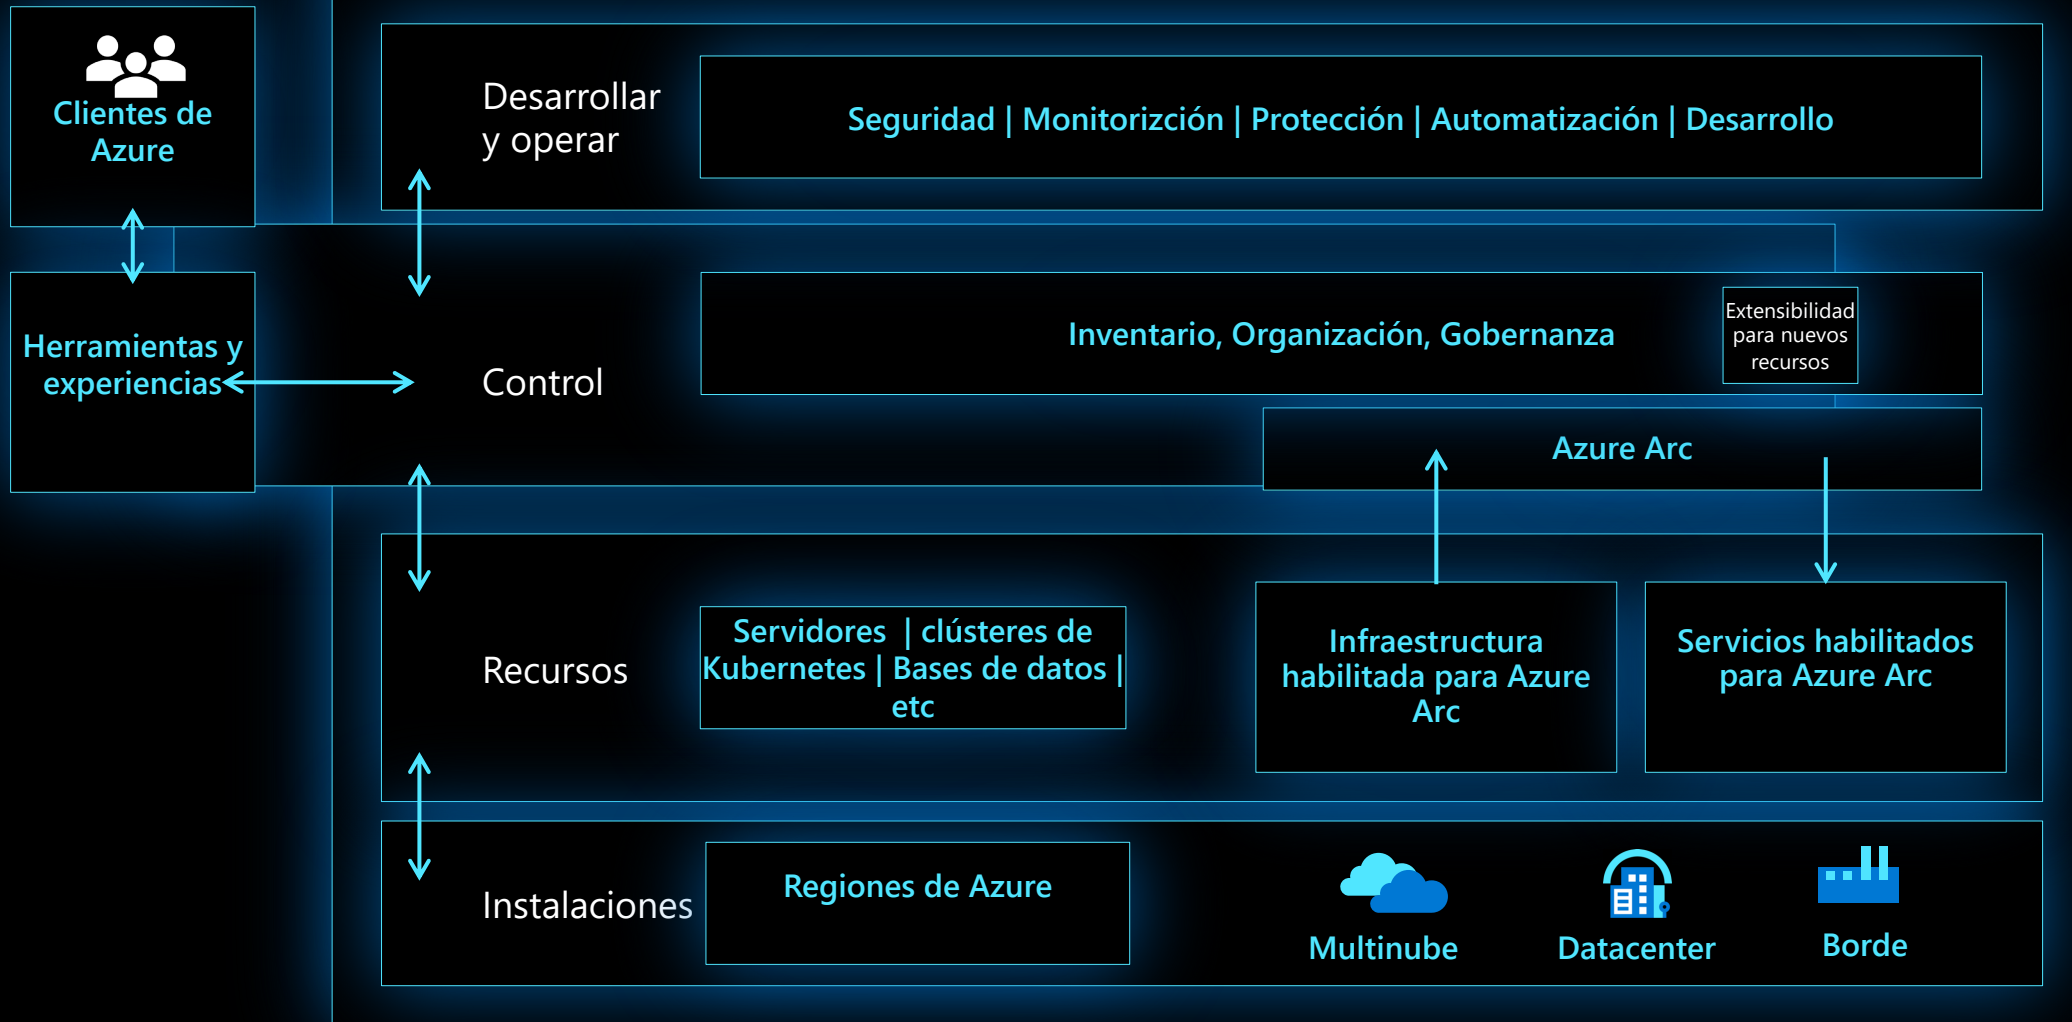 Clientes de
Azure
Desarrollar
y operar
Seguridad | Monitorizción | Protección | Automatización | Desarrollo
Herramientas y
experiencias
Control
Inventario, Organización, Gobernanza
Extensibilidad
para nuevos
recursos
Azure Arc
Recursos
Servidores | clústeres de
Kubernetes | Bases de datos |
etc
Infraestructura
habilitada para Azure
Arc
Servicios habilitados
para Azure Arc
Instalaciones
Regiones de Azure
Multinube
Datacenter
Borde